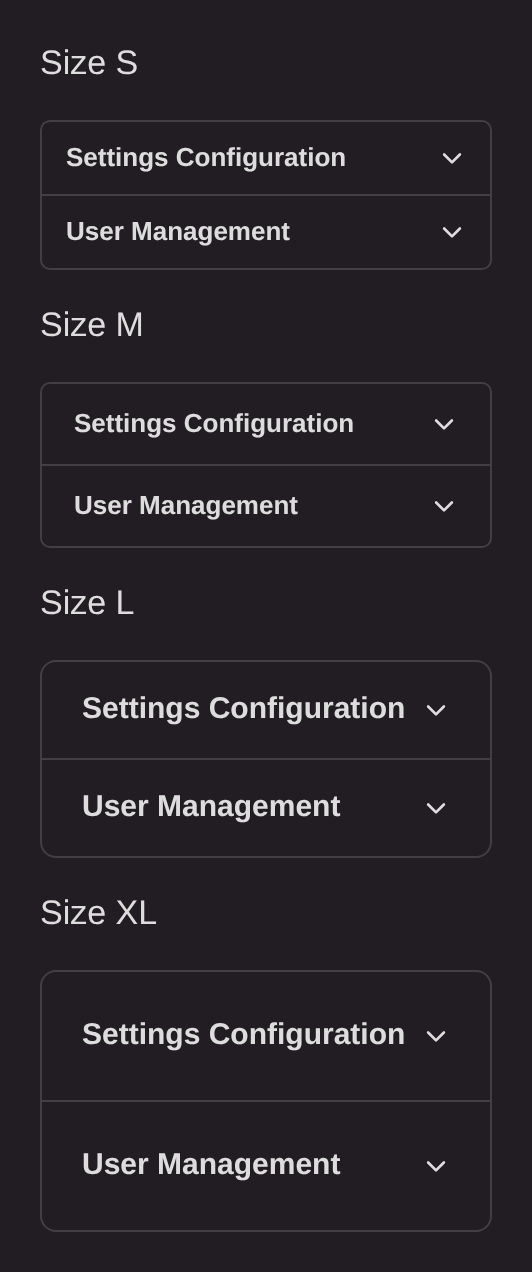 Size S
Settings Configuration
User Management
Size M
Settings Configuration
User Management
Size L
Settings Configuration
User Management
Size XL
Settings Configuration
User Management